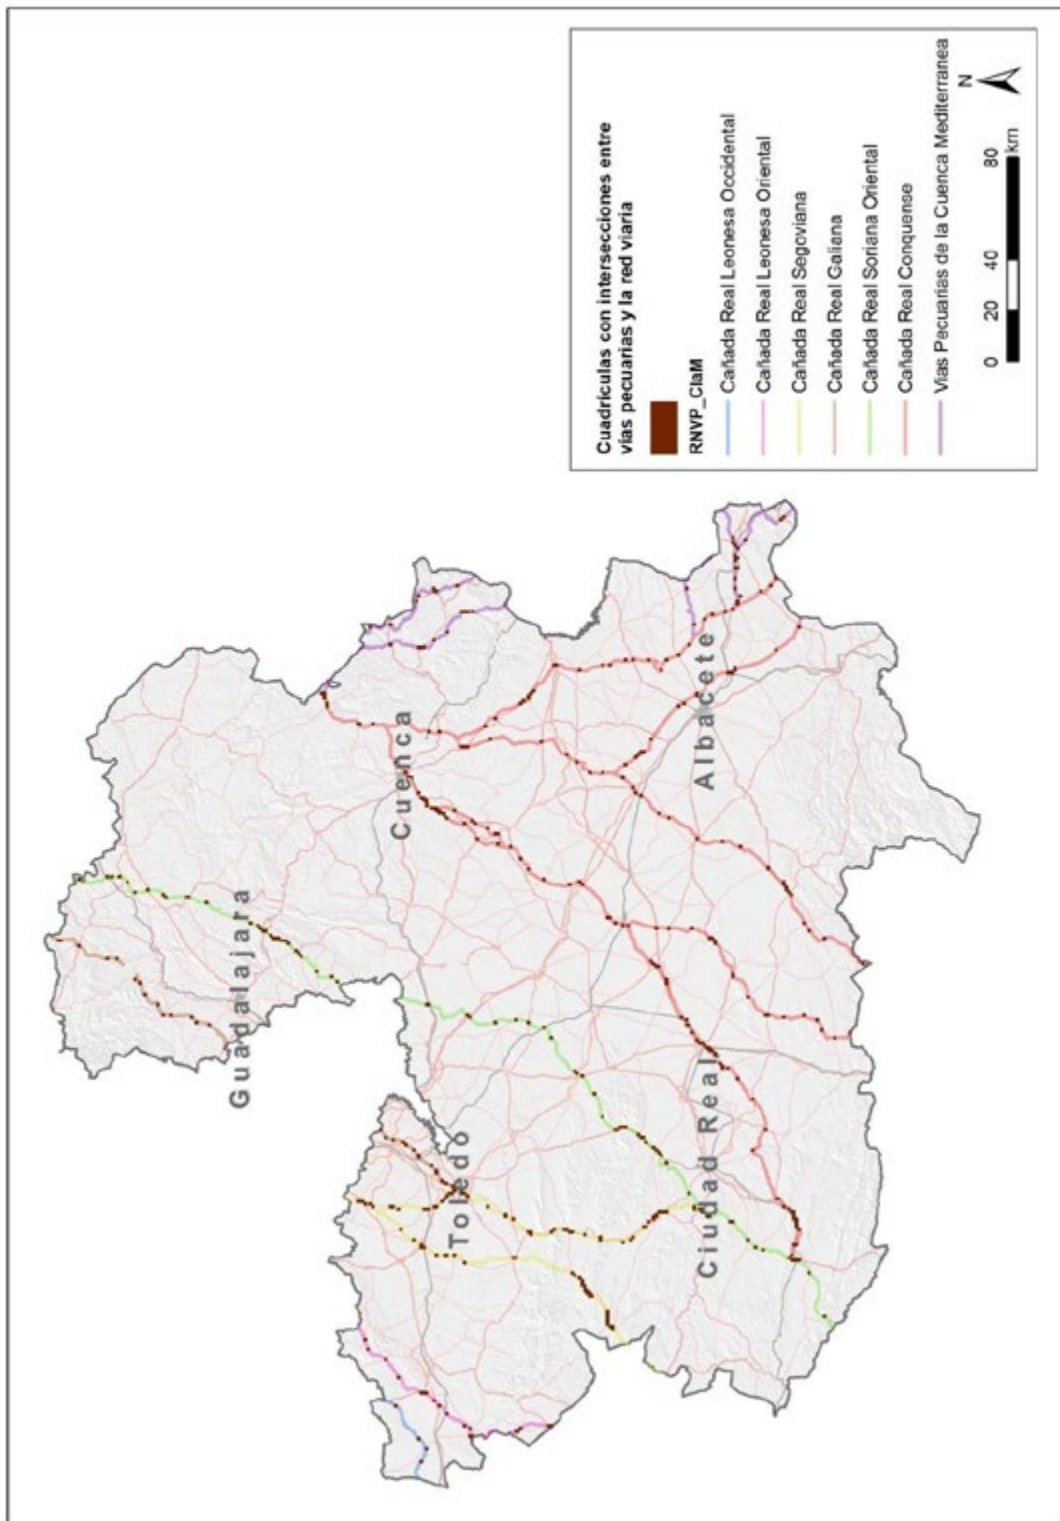 Guadalajara
Cuenca
Toledo
Ciudad Real
Albacete
Cuadrículas con intersecciones entre
vías pecuarias y la red viaria
RNVP_ClaM
Cañada Real Leonesa Occidental
Cañada Real Leonesa Oriental
Cañada Real Segoviana
Cañada Real Galiana
Cañada Real Soriana Oriental
Cañada Real Conquense
Vías Pecuarias de la Cuenca Mediterranea
N
0 20 40 80
km